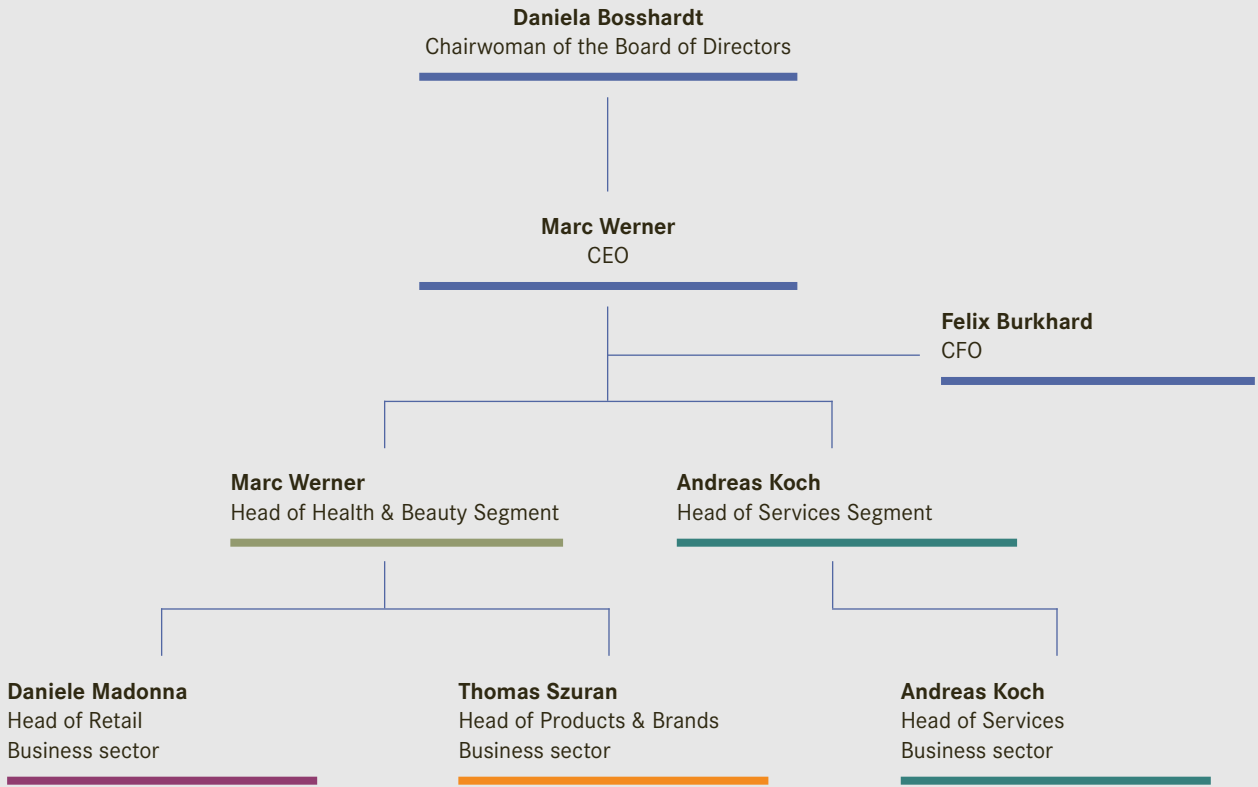 Daniela Bosshardt
Chairwoman of the Board of Directors
Marc Werner
CEO
Felix Burkhard
CFO
Marc Werner
Head of Health & Beauty Segment
Andreas Koch
Head of Services Segment
Daniele Madonna
Head of Retail
Business sector
Thomas Szuran
Head of Products & Brands
Business sector
Andreas Koch
Head of Services
Business sector